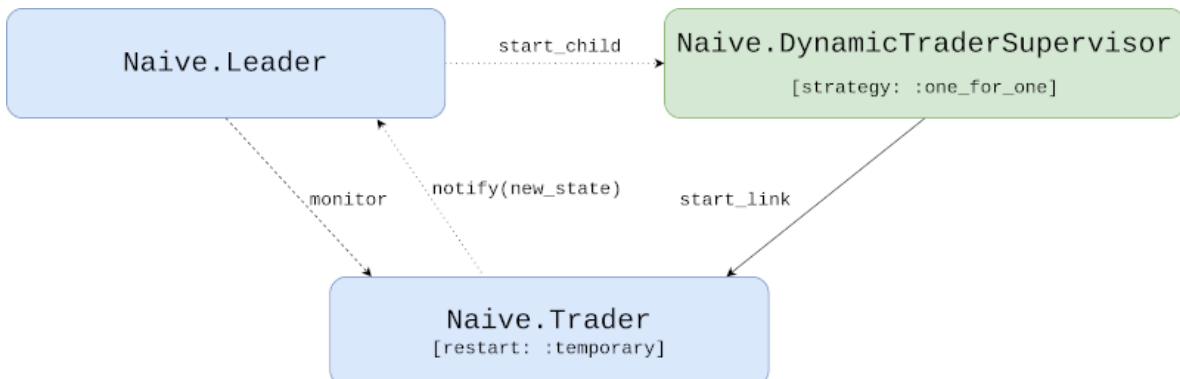 Naive.Leader
start_child
Naive.DynamicTraderSupervisor
[strategy: :one_for_one]
monitor
notify(new_state)
start_link
Naive.Trader
[restart: :temporary]